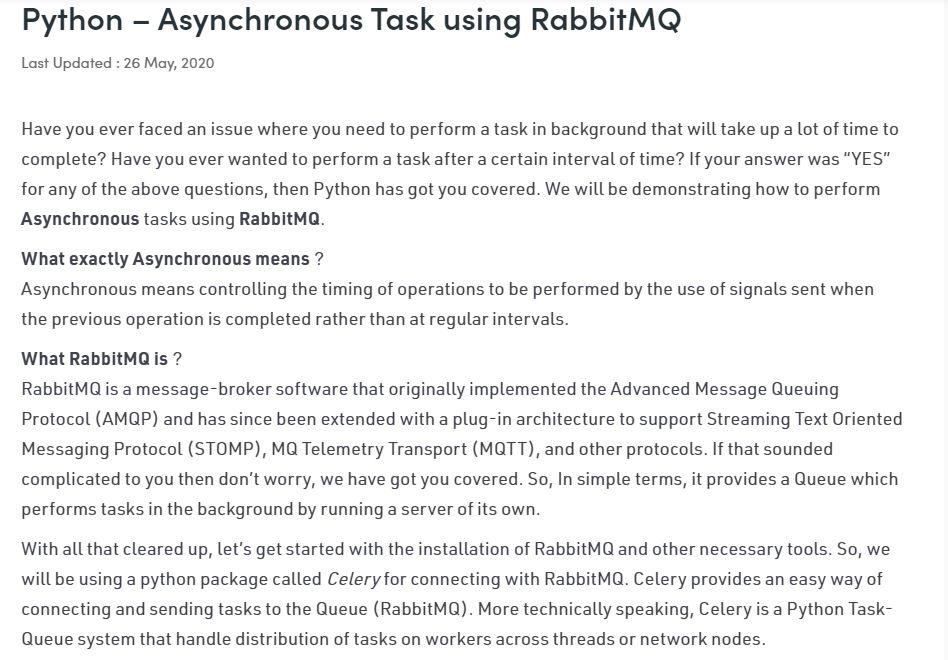 Python – Asynchronous Task using RabbitMQ
Last Updated : 26 May, 2020
Have you ever faced an issue where you need to perform a task in background that will take up a lot of time to
complete? Have you ever wanted to perform a task after a certain interval of time? If your answer was “YES”
for any of the above questions, then Python has got you covered. We will be demonstrating how to perform
Asynchronous tasks using RabbitMQ.
What exactly Asynchronous means ?
Asynchronous means controlling the timing of operations to be performed by the use of signals sent when
the previous operation is completed rather than at regular intervals.
What RabbitMQ is ?
RabbitMQ is a message-broker software that originally implemented the Advanced Message Queuing
Protocol (AMQP) and has since been extended with a plug-in architecture to support Streaming Text Oriented
Messaging Protocol (STOMP), MQ Telemetry Transport (MQTT), and other protocols. If that sounded
complicated to you then don’t worry, we have got you covered. So, In simple terms, it provides a Queue which
performs tasks in the background by running a server of its own.
With all that cleared up, let’s get started with the installation of RabbitMQ and other necessary tools. So, we
will be using a python package called Celery for connecting with RabbitMQ. Celery provides an easy way of
connecting and sending tasks to the Queue (RabbitMQ). More technically speaking, Celery is a Python Task-
Queue system that handle distribution of tasks on workers across threads or network nodes.